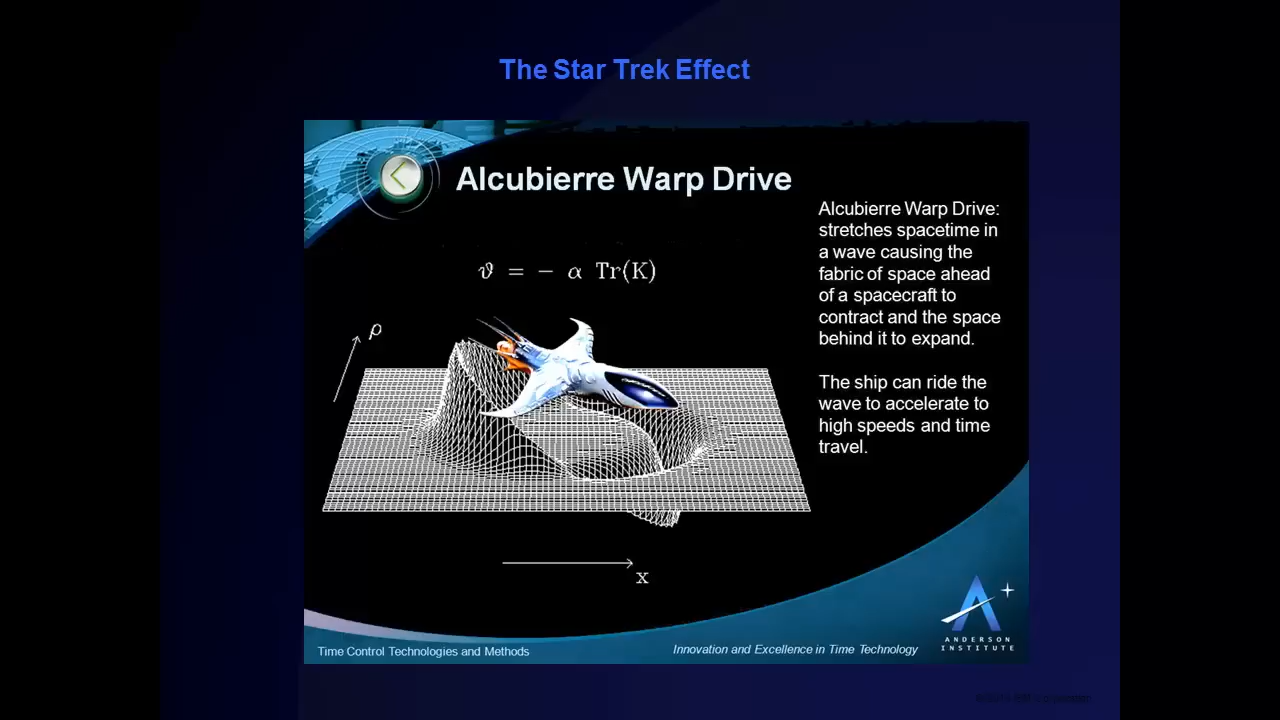 The Star Trek Effect
Alcubierre Warp Drive
Alcubierre Warp Drive:
stretches spacetime in
a wave causing the
fabric of space ahead
of a spacecraft to
contract and the space
behind it to expand.
The ship can ride the
wave to accelerate to
high speeds and time
travel.
ϑ = − α Tr(K)
ρ
x
ANDERSON
INSTITUTE
Time Control Technologies and Methods
Innovation and Excellence in Time Technology